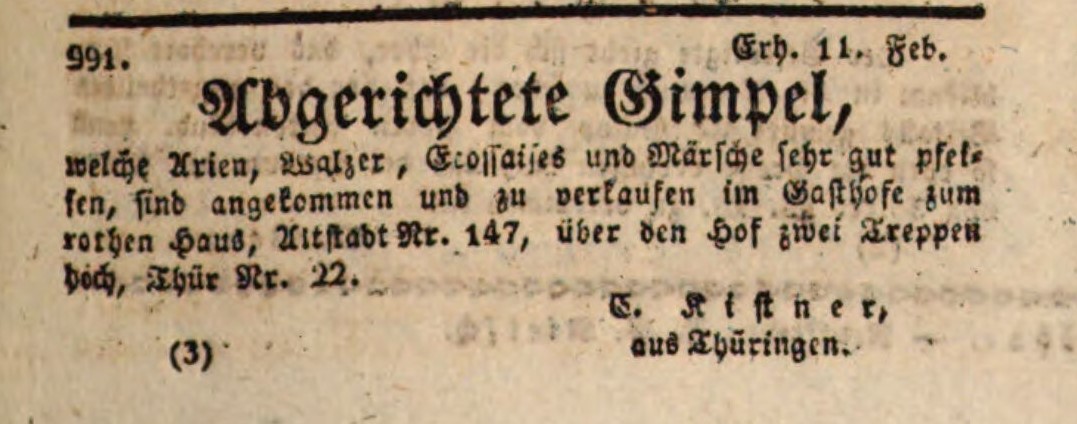 991.
Erh. 11. Feb.
Abgerichtete Gimpel,
welche Arien, Walzer, Ecossaises und Märsche sehr gut pfei-
fen, sind angekommen und zu verkaufen im Gasthofe zum
rothen Haus, Altstadt Nr. 147, über den Hof zwei Treppen
hoch, Thür Nr. 22.
C. Kistner,
aus Thüringen.
(3)